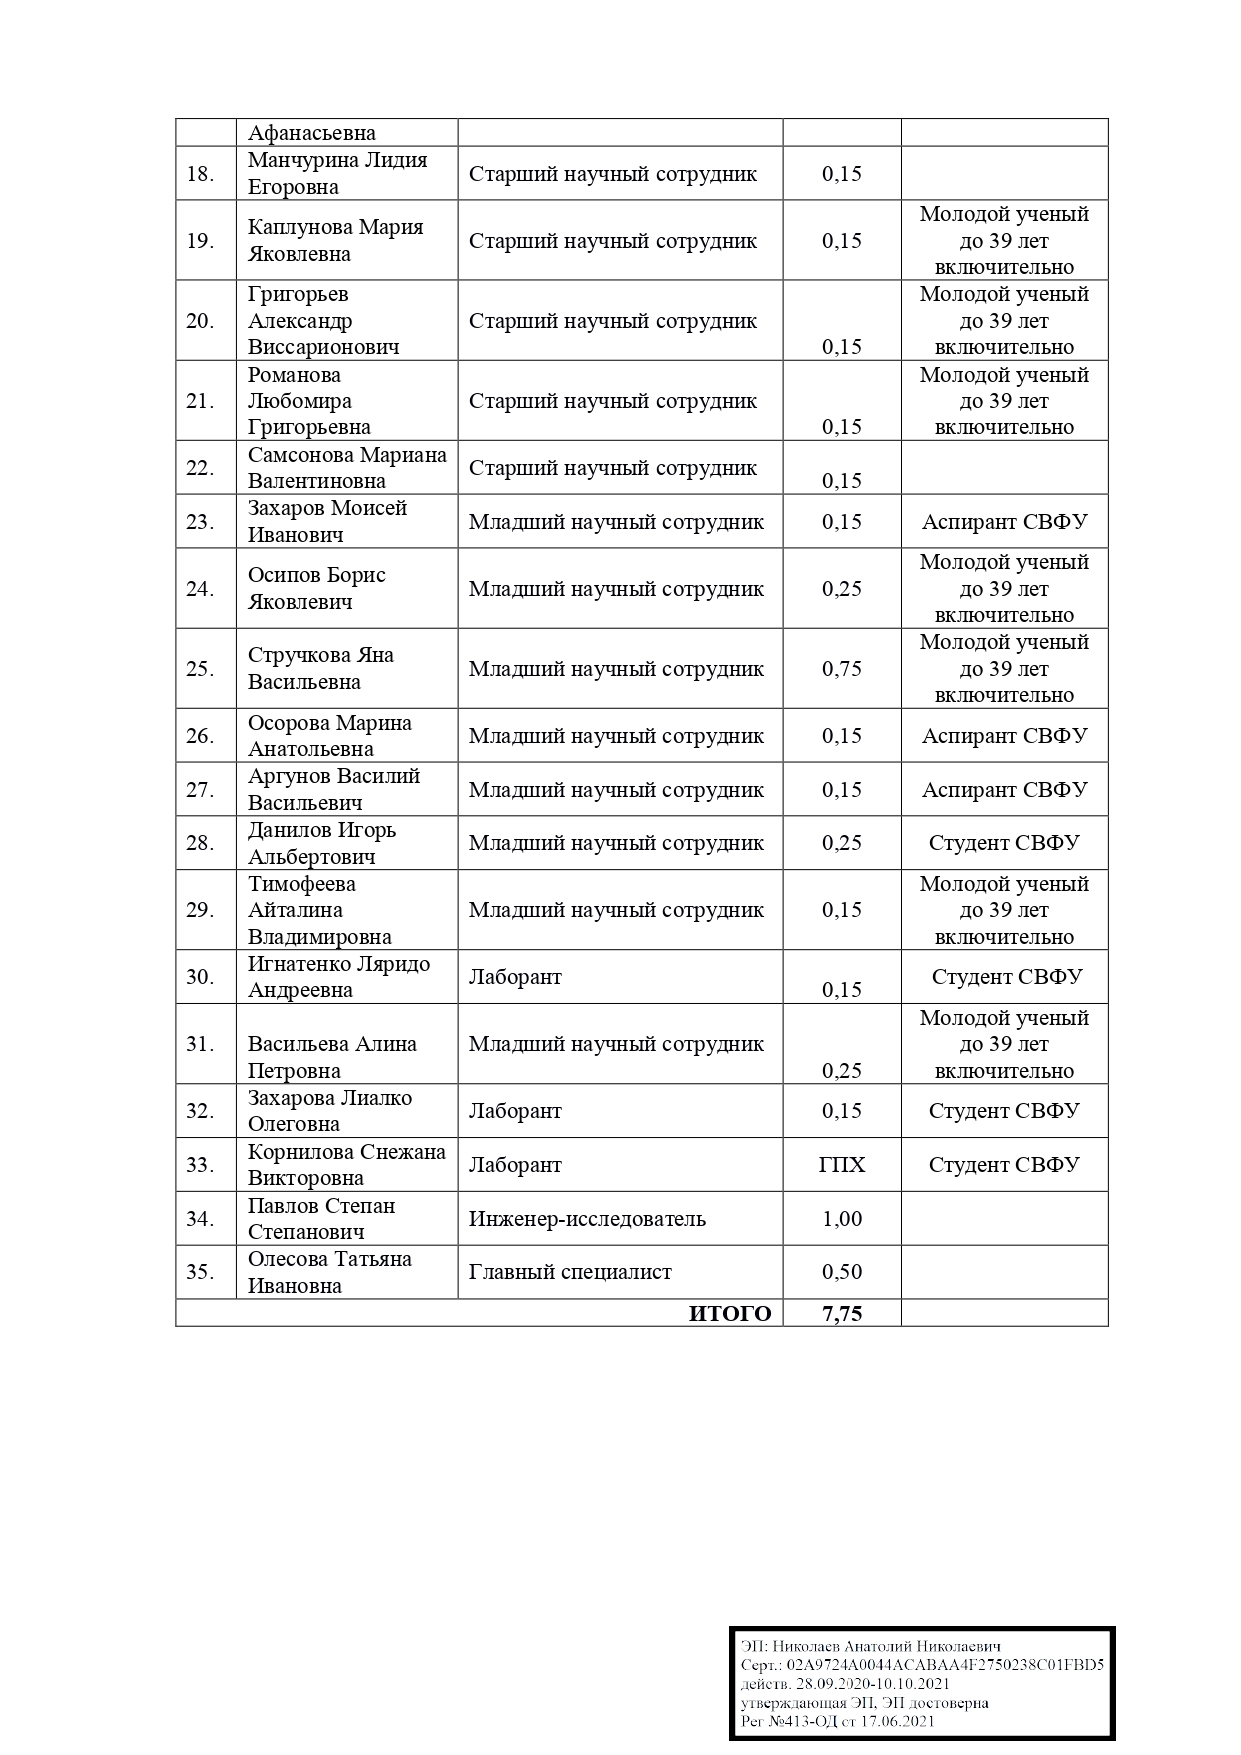 Афанасьевна
18.
Манчурина Лидия
Егоровна
Старший научный сотрудник
0,15
19.
Каплунова Мария
Яковлевна
Старший научный сотрудник
0,15
Молодой ученый
до 39 лет
включительно
20.
Григорьев
Александр
Виссарионович
Старший научный сотрудник
0,15
Молодой ученый
до 39 лет
включительно
21.
Романова
Любомира
Григорьевна
Старший научный сотрудник
0,15
Молодой ученый
до 39 лет
включительно
22.
Самсонова Мариана
Валентиновна
Старший научный сотрудник
0,15
23.
Захаров Моисей
Иванович
Младший научный сотрудник
0,15
Аспирант СВФУ
24.
Осипов Борис
Яковлевич
Младший научный сотрудник
0,25
Молодой ученый
до 39 лет
включительно
25.
Стручкова Яна
Васильевна
Младший научный сотрудник
0,75
Молодой ученый
до 39 лет
включительно
26.
Осорова Марина
Анатольевна
Младший научный сотрудник
0,15
Аспирант СВФУ
27.
Аргунов Василий
Васильевич
Младший научный сотрудник
0,15
Аспирант СВФУ
28.
Данилов Игорь
Альбертович
Младший научный сотрудник
0,25
Студент СВФУ
29.
Тимофеева
Айталина
Владимировна
Младший научный сотрудник
0,15
Молодой ученый
до 39 лет
включительно
30.
Игнатенко Ляридо
Андреевна
Лаборант
0,15
Студент СВФУ
31.
Васильева Алина
Петровна
Младший научный сотрудник
0,25
Молодой ученый
до 39 лет
включительно
32.
Захарова Лиалко
Олеговна
Лаборант
0,15
Студент СВФУ
33.
Корнилова Снежана
Викторовна
Лаборант
ГПХ
Студент СВФУ
34.
Павлов Степан
Степанович
Инженер-исследователь
1,00
35.
Олесова Татьяна
Ивановна
Главный специалист
0,50
ИТОГО
7,75
ЭП: Николаев Анатолий Николаевич
Серт.: 02A9724A0044ACABAA4F2750238C01FBD5
действ. 28.09.2020-10.10.2021
утверждающая ЭП, ЭП достоверна
Рег №413-ОД от 17.06.2021